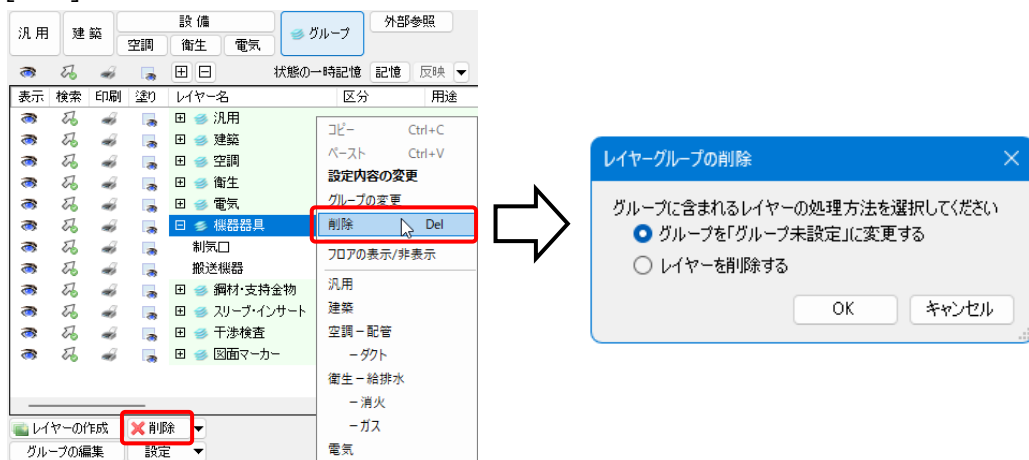 汎用
建築
設備
空調
衛生
電気
グループ
外部参照
状態の一時記憶 記憶 反映
表示 検索 印刷 塗り レイヤー名 区分 用途
汎用
建築
空調
衛生
電気
機器器具
制気口
搬送機器
鋼材・支持金物
スリーブ・インサート
干渉検査
図面マーカー
レイヤーの作成 削除
グループの編集 設定
コピー Ctrl+C
ペースト Ctrl+V
設定内容の変更
グループの変更
削除 Del
フロアの表示/非表示
汎用
建築
空調－配管
－ダクト
衛生－給排水
－消火
－ガス
電気
レイヤーグループの削除
グループに含まれるレイヤーの処理方法を選択してください
グループを「グループ未設定」に変更する
レイヤーを削除する
OK キャンセル